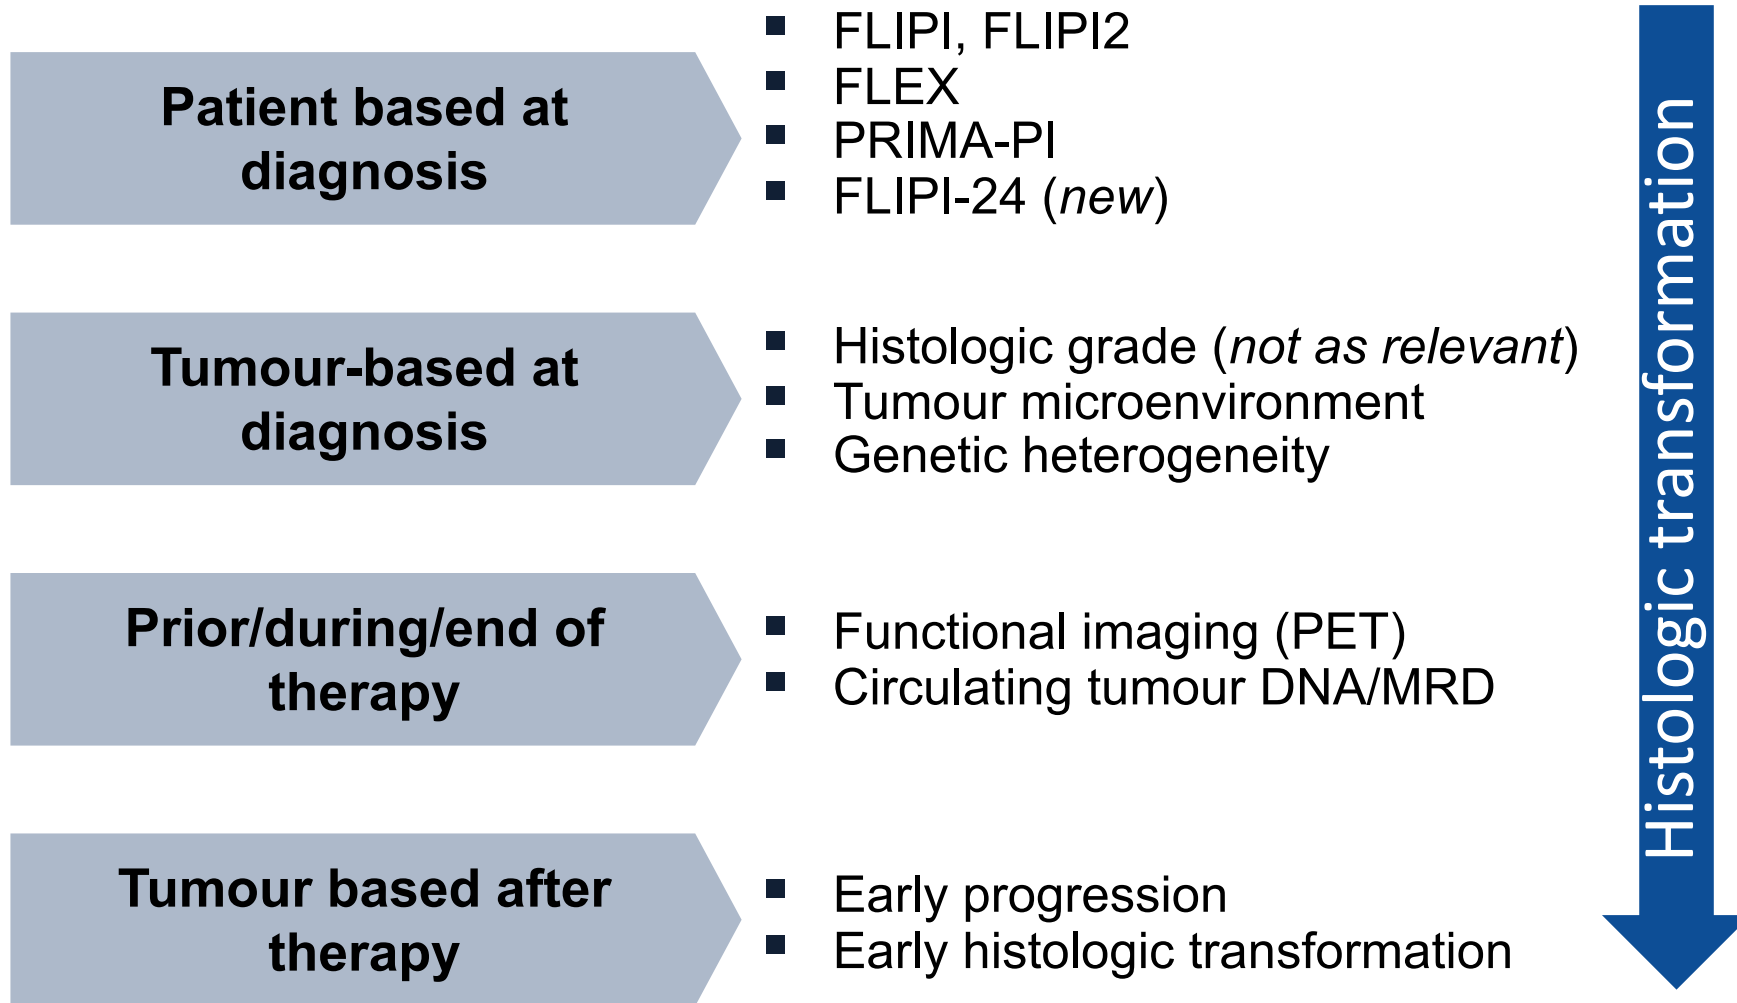 Patient based at
diagnosis
FLIPI, FLIPI2
FLEX
PRIMA-PI
FLIPI-24 (new)
Tumour-based at
diagnosis
Histologic grade (not as relevant)
Tumour microenvironment
Genetic heterogeneity
Prior/during/end of
therapy
Functional imaging (PET)
Circulating tumour DNA/MRD
Tumour based after
therapy
Early progression
Early histologic transformation
Histologic transformation